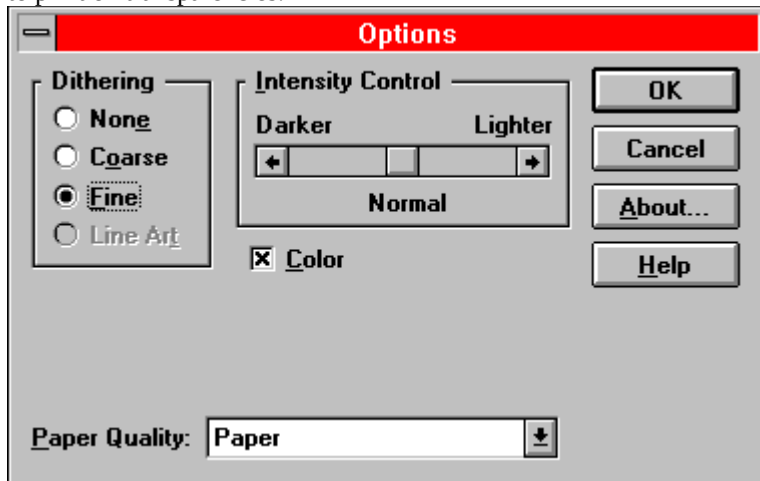 Options
Dithering
None
Coarse
Fine
Line Art
Intensity Control
Darker Lighter
Normal
Color
OK
Cancel
About...
Help
Paper Quality: Paper